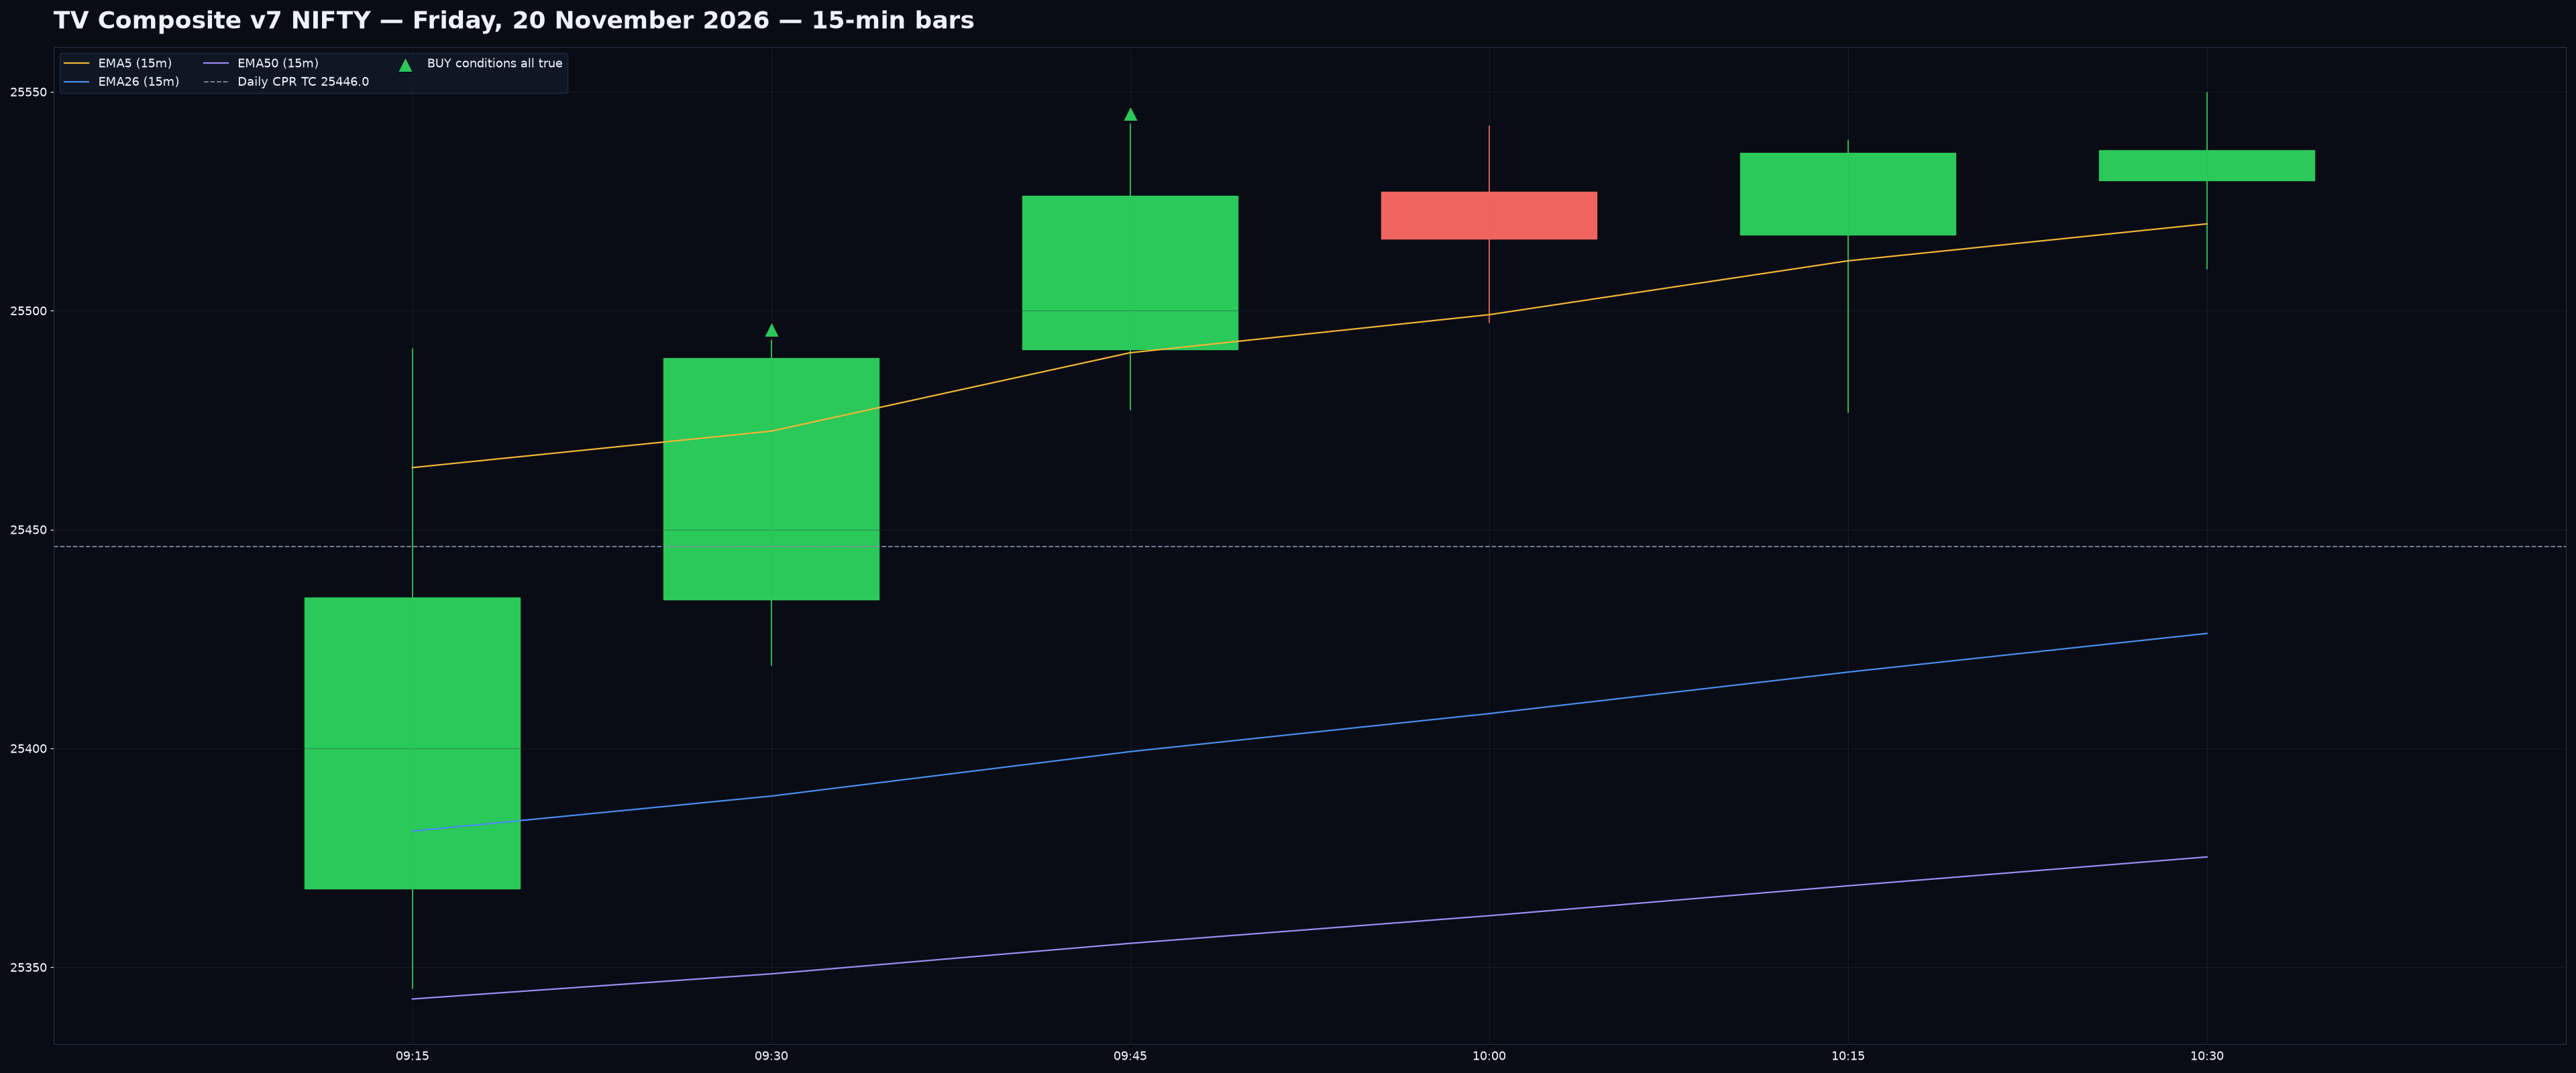 TV Composite v7 NIFTY — Friday, 20 November 2026 — 15-min bars
EMA5 (15m)
EMA26 (15m)
EMA50 (15m)
Daily CPR TC 25446.0
BUY conditions all true
25550
25500
25450
25400
25350
09:15
09:30
09:45
10:00
10:15
10:30